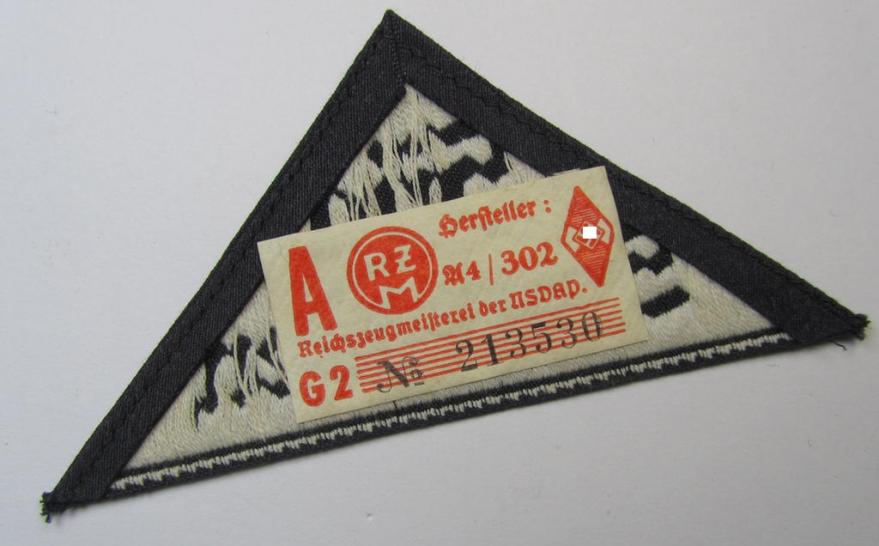 A RZM Hersteller:
A4/302
Reichszeugmeisterei der NSDAP.
G2 № 213530